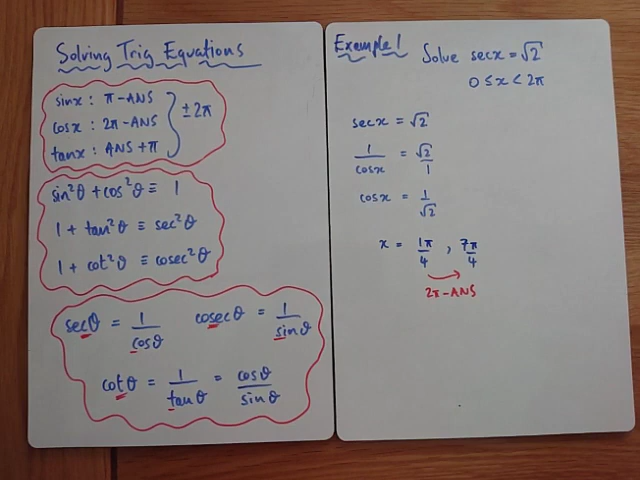 Solving Trig Equations
sinx : π-ANS
cosx : 2π-ANS
tanx : ANS+π
± 2π
sin²θ + cos²θ ≡ 1
1 + tan²θ ≡ sec²θ
1 + cot²θ ≡ cosec²θ
secθ = 1/cosθ cosecθ = 1/sinθ
cotθ = 1/tanθ = cosθ/sinθ
Example 1 Solve secx = √2
0 ≤ x < 2π
secx = √2
1/cosx = √2/1
cosx = 1/√2
x = 1π/4 , 7π/4
2π-ANS